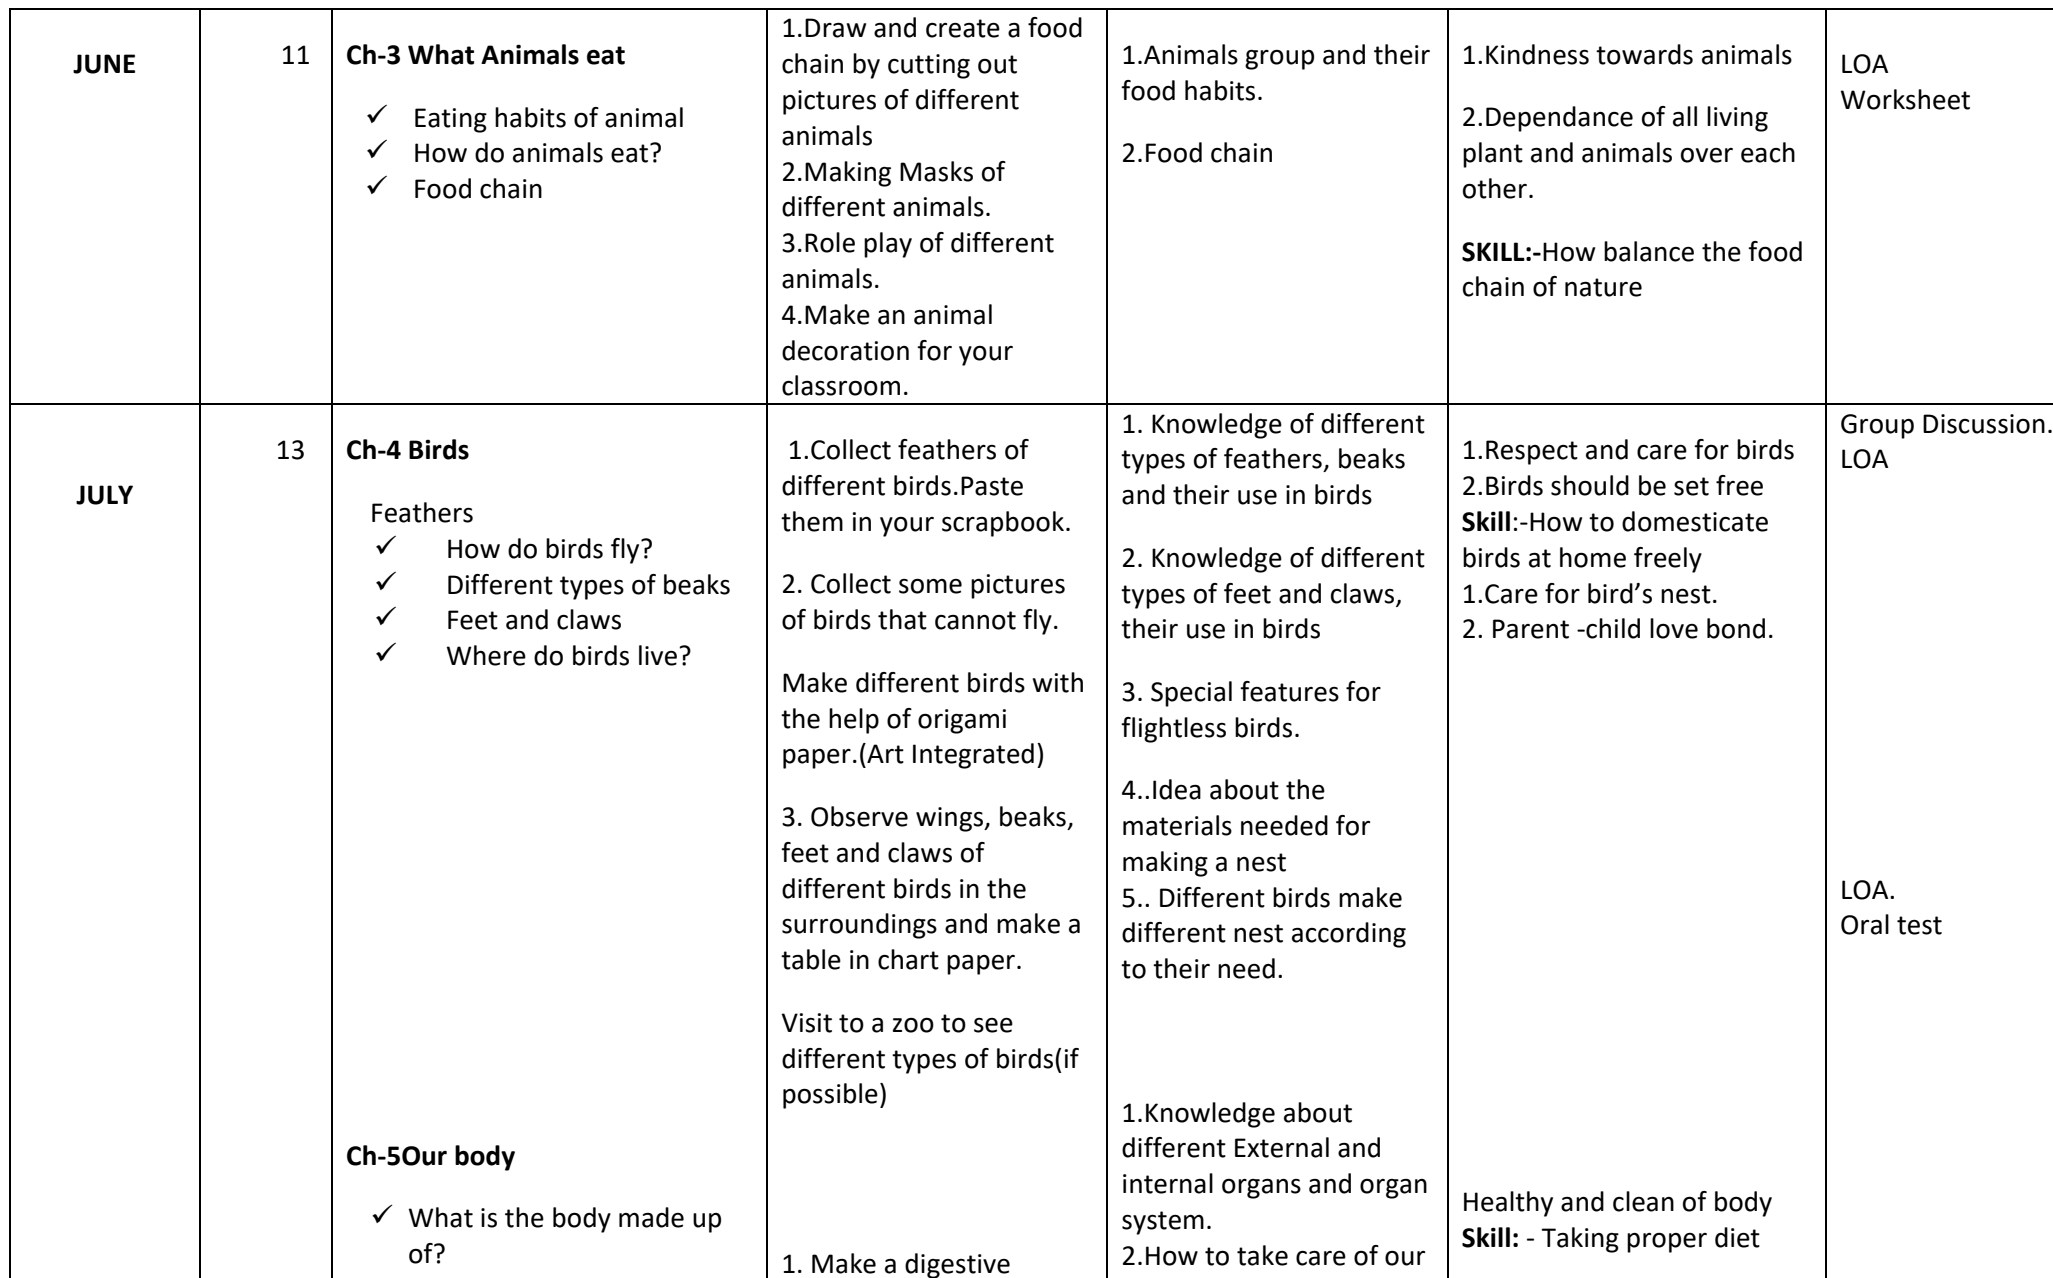 JUNE
11
Ch-3 What Animals eat
✓ Eating habits of animal
✓ How do animals eat?
✓ Food chain
1.Draw and create a food
chain by cutting out
pictures of different
animals
2.Making Masks of
different animals.
3.Role play of different
animals.
4.Make an animal
decoration for your
classroom.
1.Animals group and their
food habits.
2.Food chain
1.Kindness towards animals
2.Dependance of all living
plant and animals over each
other.
SKILL:-How balance the food
chain of nature
LOA
Worksheet
JULY
13
Ch-4 Birds
Feathers
✓ How do birds fly?
✓ Different types of beaks
✓ Feet and claws
✓ Where do birds live?
1.Collect feathers of
different birds.Paste
them in your scrapbook.
2. Collect some pictures
of birds that cannot fly.
Make different birds with
the help of origami
paper.(Art Integrated)
3. Observe wings, beaks,
feet and claws of
different birds in the
surroundings and make a
table in chart paper.
Visit to a zoo to see
different types of birds(if
possible)
1. Knowledge of different
types of feathers, beaks
and their use in birds
2. Knowledge of different
types of feet and claws,
their use in birds
3. Special features for
flightless birds.
4..Idea about the
materials needed for
making a nest
5.. Different birds make
different nest according
to their need.
1.Respect and care for birds
2.Birds should be set free
Skill:-How to domesticate
birds at home freely
1.Care for bird’s nest.
2. Parent -child love bond.
Group Discussion.
LOA
LOA.
Oral test
Ch-5Our body
✓ What is the body made up
of?
1. Make a digestive
1.Knowledge about
different External and
internal organs and organ
system.
2.How to take care of our
Healthy and clean of body
Skill: - Taking proper diet